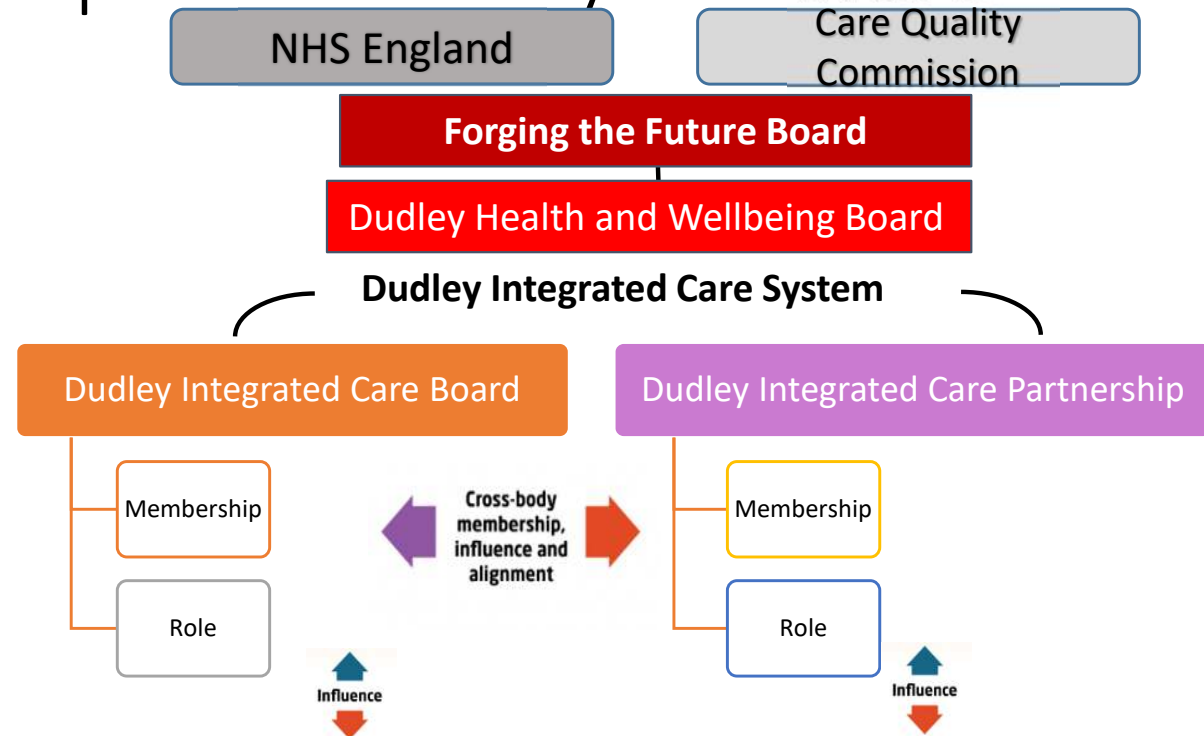 NHS England
Care Quality
Commission
Forging the Future Board
Dudley Health and Wellbeing Board
Dudley Integrated Care System
Dudley Integrated Care Board
Dudley Integrated Care Partnership
Membership
Role
Cross-body
membership,
influence and
alignment
Membership
Role
Influence
Influence